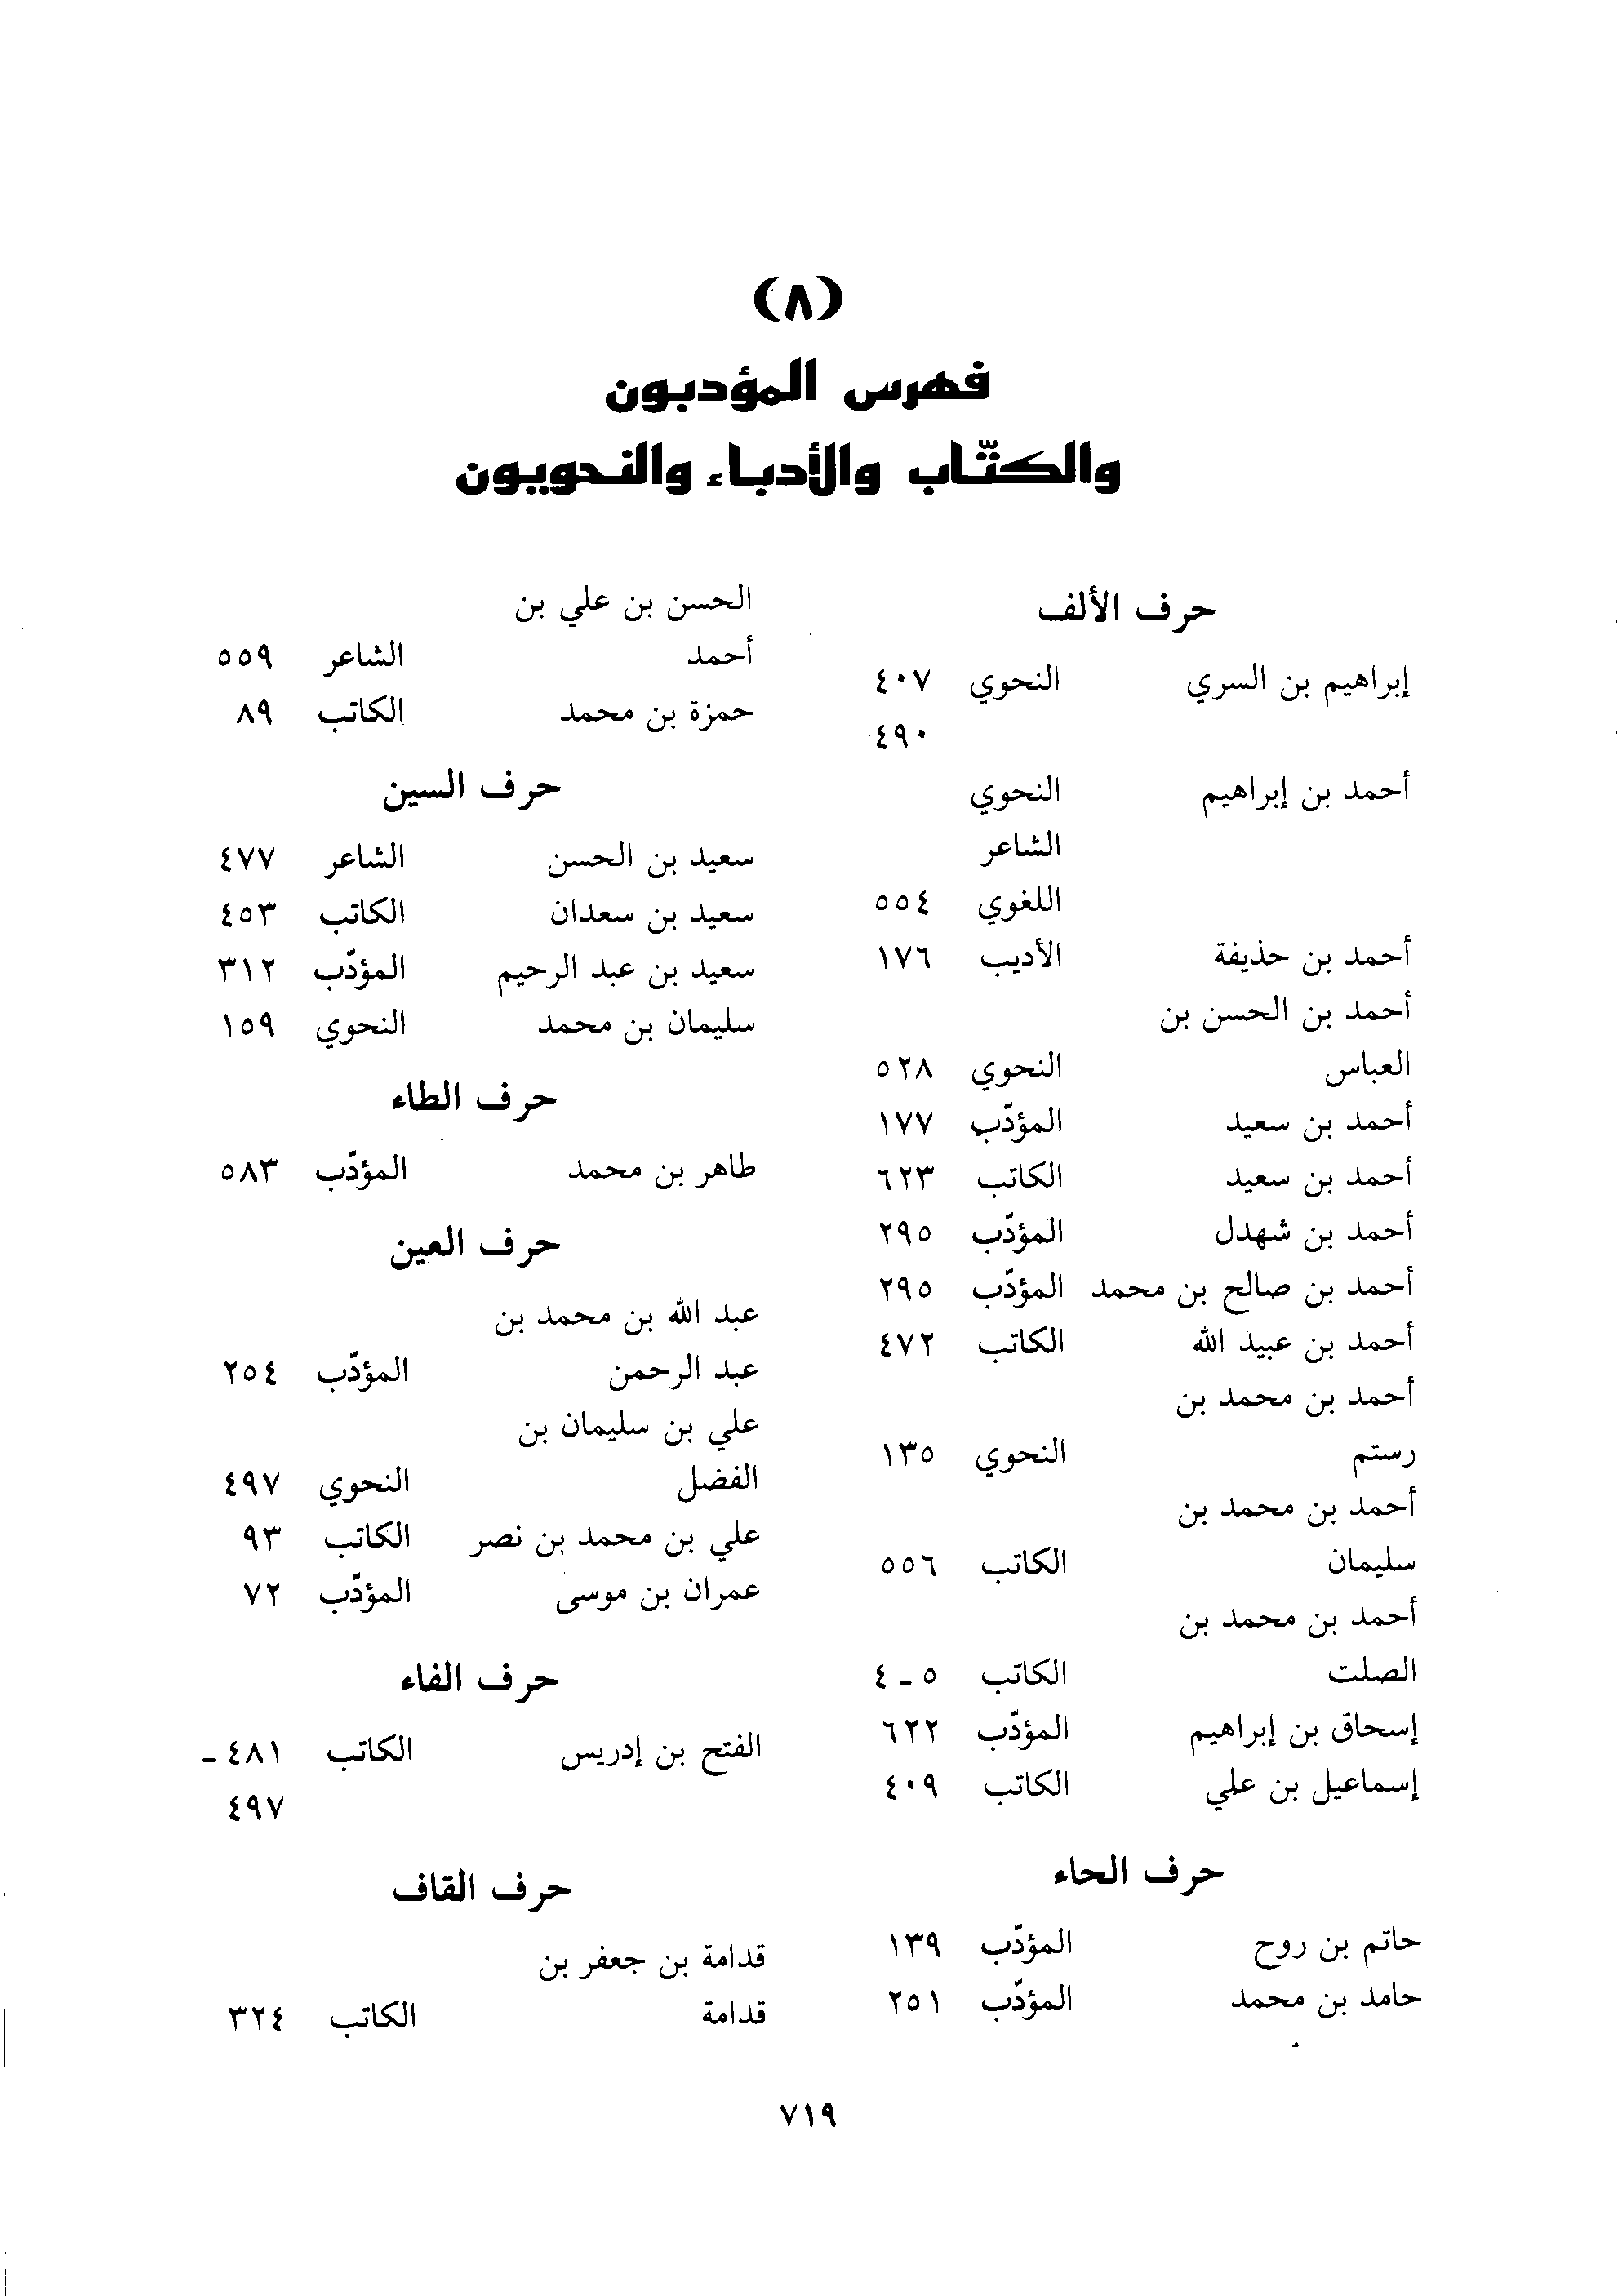 (٨)
فهرس المؤدبون
والكتّاب والأدباء والنحويون
حرف الألف
إبراهيم بن السري النحوي ٤٠٧
٤٩٠
أحمد بن إبراهيم النحوي
الشاعر
اللغوي ٥٥٤
أحمد بن حذيفة الأديب ١٧٦
أحمد بن الحسن بن
العباس النحوي ٥٢٨
أحمد بن سعيد المؤدّب ١٧٧
أحمد بن سعيد الكاتب ٦٢٣
أحمد بن شهدل المؤدّب ٢٩٥
أحمد بن صالح بن محمد المؤدّب ٢٩٥
أحمد بن عبيد الله الكاتب ٤٧٢
أحمد بن محمد بن
رستم النحوي ١٣٥
أحمد بن محمد بن
سليمان الكاتب ٥٥٦
أحمد بن محمد بن
الصلت الكاتب ٥ - ٤
إسحاق بن إبراهيم المؤدّب ٦٢٢
إسماعيل بن علي الكاتب ٤٠٩
حرف الحاء
حاتم بن روح المؤدّب ١٣٩
حامد بن محمد المؤدّب ٢٥١
الحسن بن علي بن
أحمد الشاعر ٥٥٩
حمزة بن محمد الكاتب ٨٩
حرف السين
سعيد بن الحسن الشاعر ٤٧٧
سعيد بن سعدان الكاتب ٤٥٣
سعيد بن عبد الرحيم المؤدّب ٣١٢
سليمان بن محمد النحوي ١٥٩
حرف الطاء
طاهر بن محمد المؤدّب ٥٨٣
حرف العين
عبد الله بن محمد بن
عبد الرحمن المؤدّب ٢٥٤
علي بن سليمان بن
الفضل النحوي ٤٩٧
علي بن محمد بن نصر الكاتب ٩٣
عمران بن موسى المؤدّب ٧٢
حرف الفاء
الفتح بن إدريس الكاتب ٤٨١ -
٤٩٧
حرف القاف
قدامة بن جعفر بن
قدامة الكاتب ٣٢٤
٧١٩